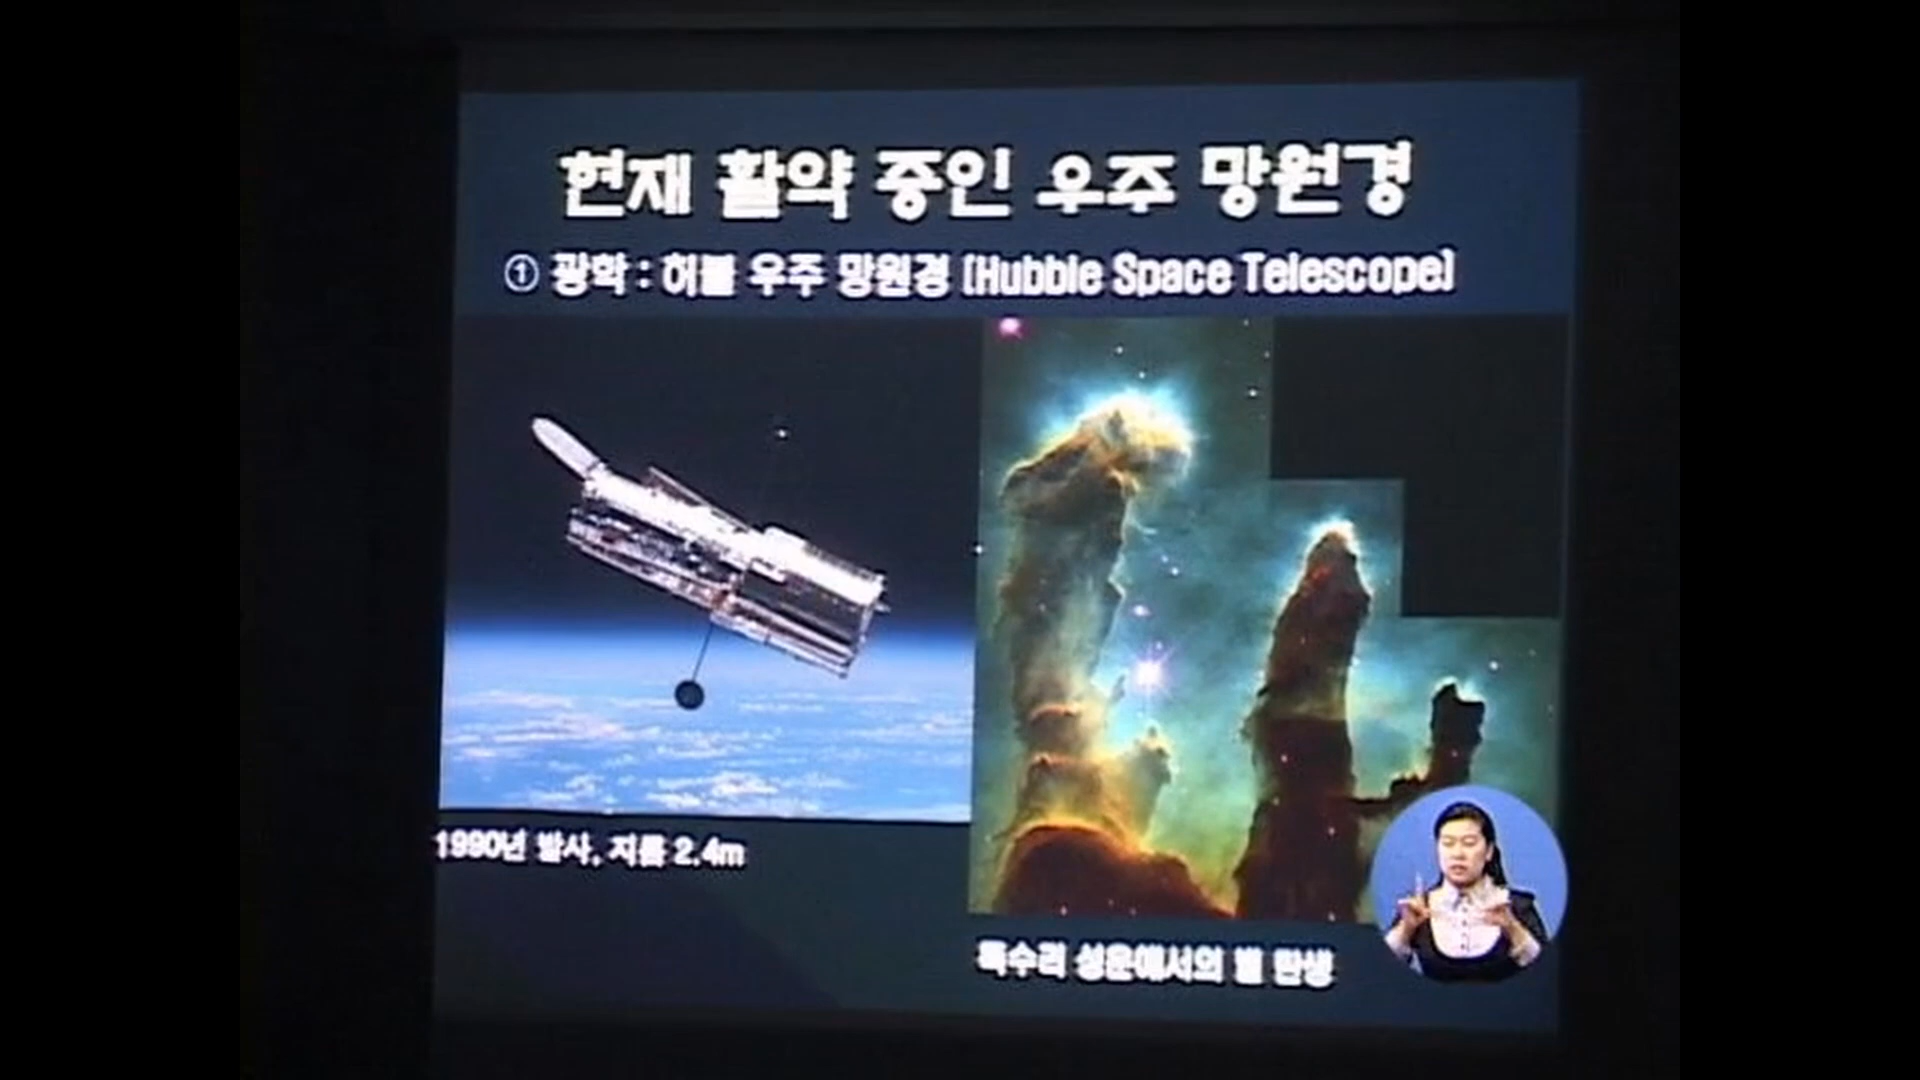 현재 활약 중인 우주 망원경
① 광학 : 허블 우주 망원경 (Hubble Space Telescope)
1990년 발사, 지름 2.4m
독수리 성운에서의 별 탄생